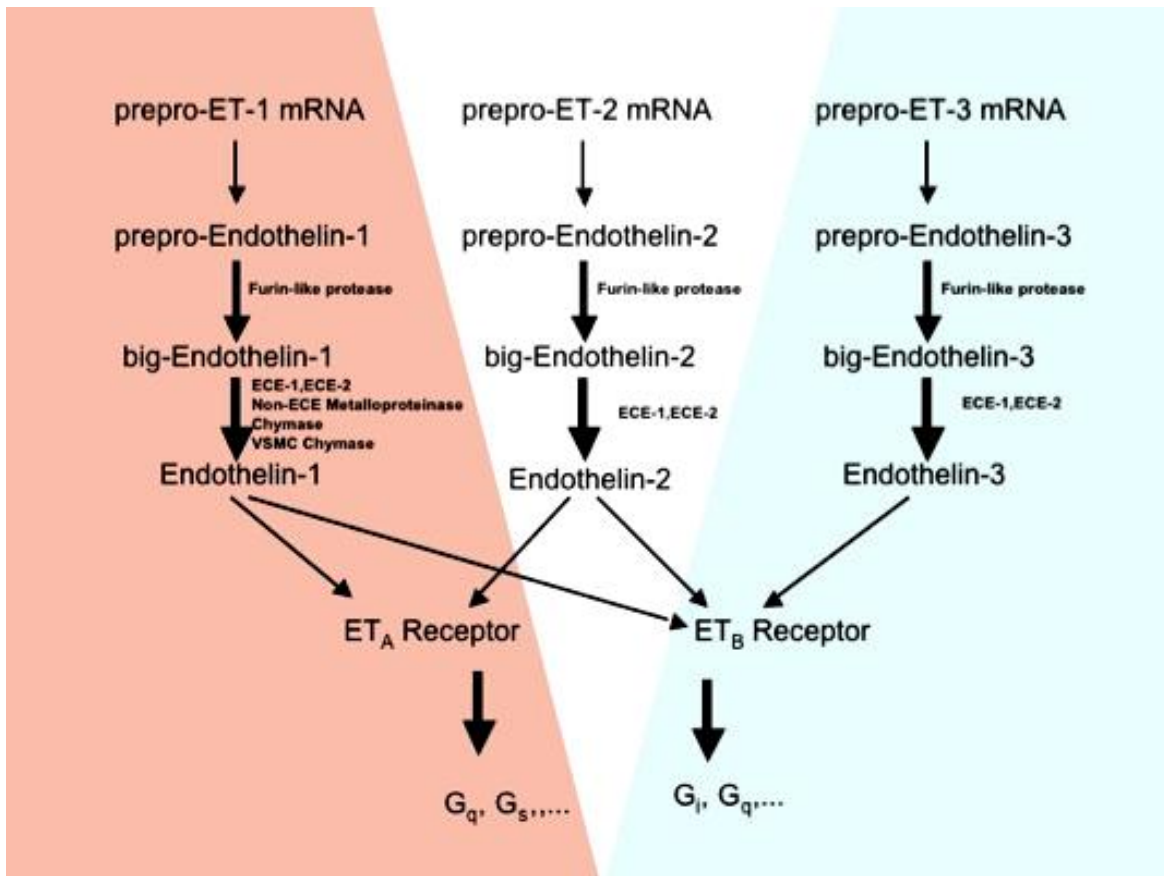 prepro-ET-1 mRNA
prepro-ET-2 mRNA
prepro-ET-3 mRNA
prepro-Endothelin-1
prepro-Endothelin-2
prepro-Endothelin-3
Furin-like protease
Furin-like protease
Furin-like protease
big-Endothelin-1
big-Endothelin-2
big-Endothelin-3
ECE-1,ECE-2
Non-ECE Metalloproteinase
Chymase
VSMC Chymase
ECE-1,ECE-2
ECE-1,ECE-2
Endothelin-1
Endothelin-2
Endothelin-3
ETA Receptor
ETB Receptor
Gq, Gs,,...
Gi, Gq,...